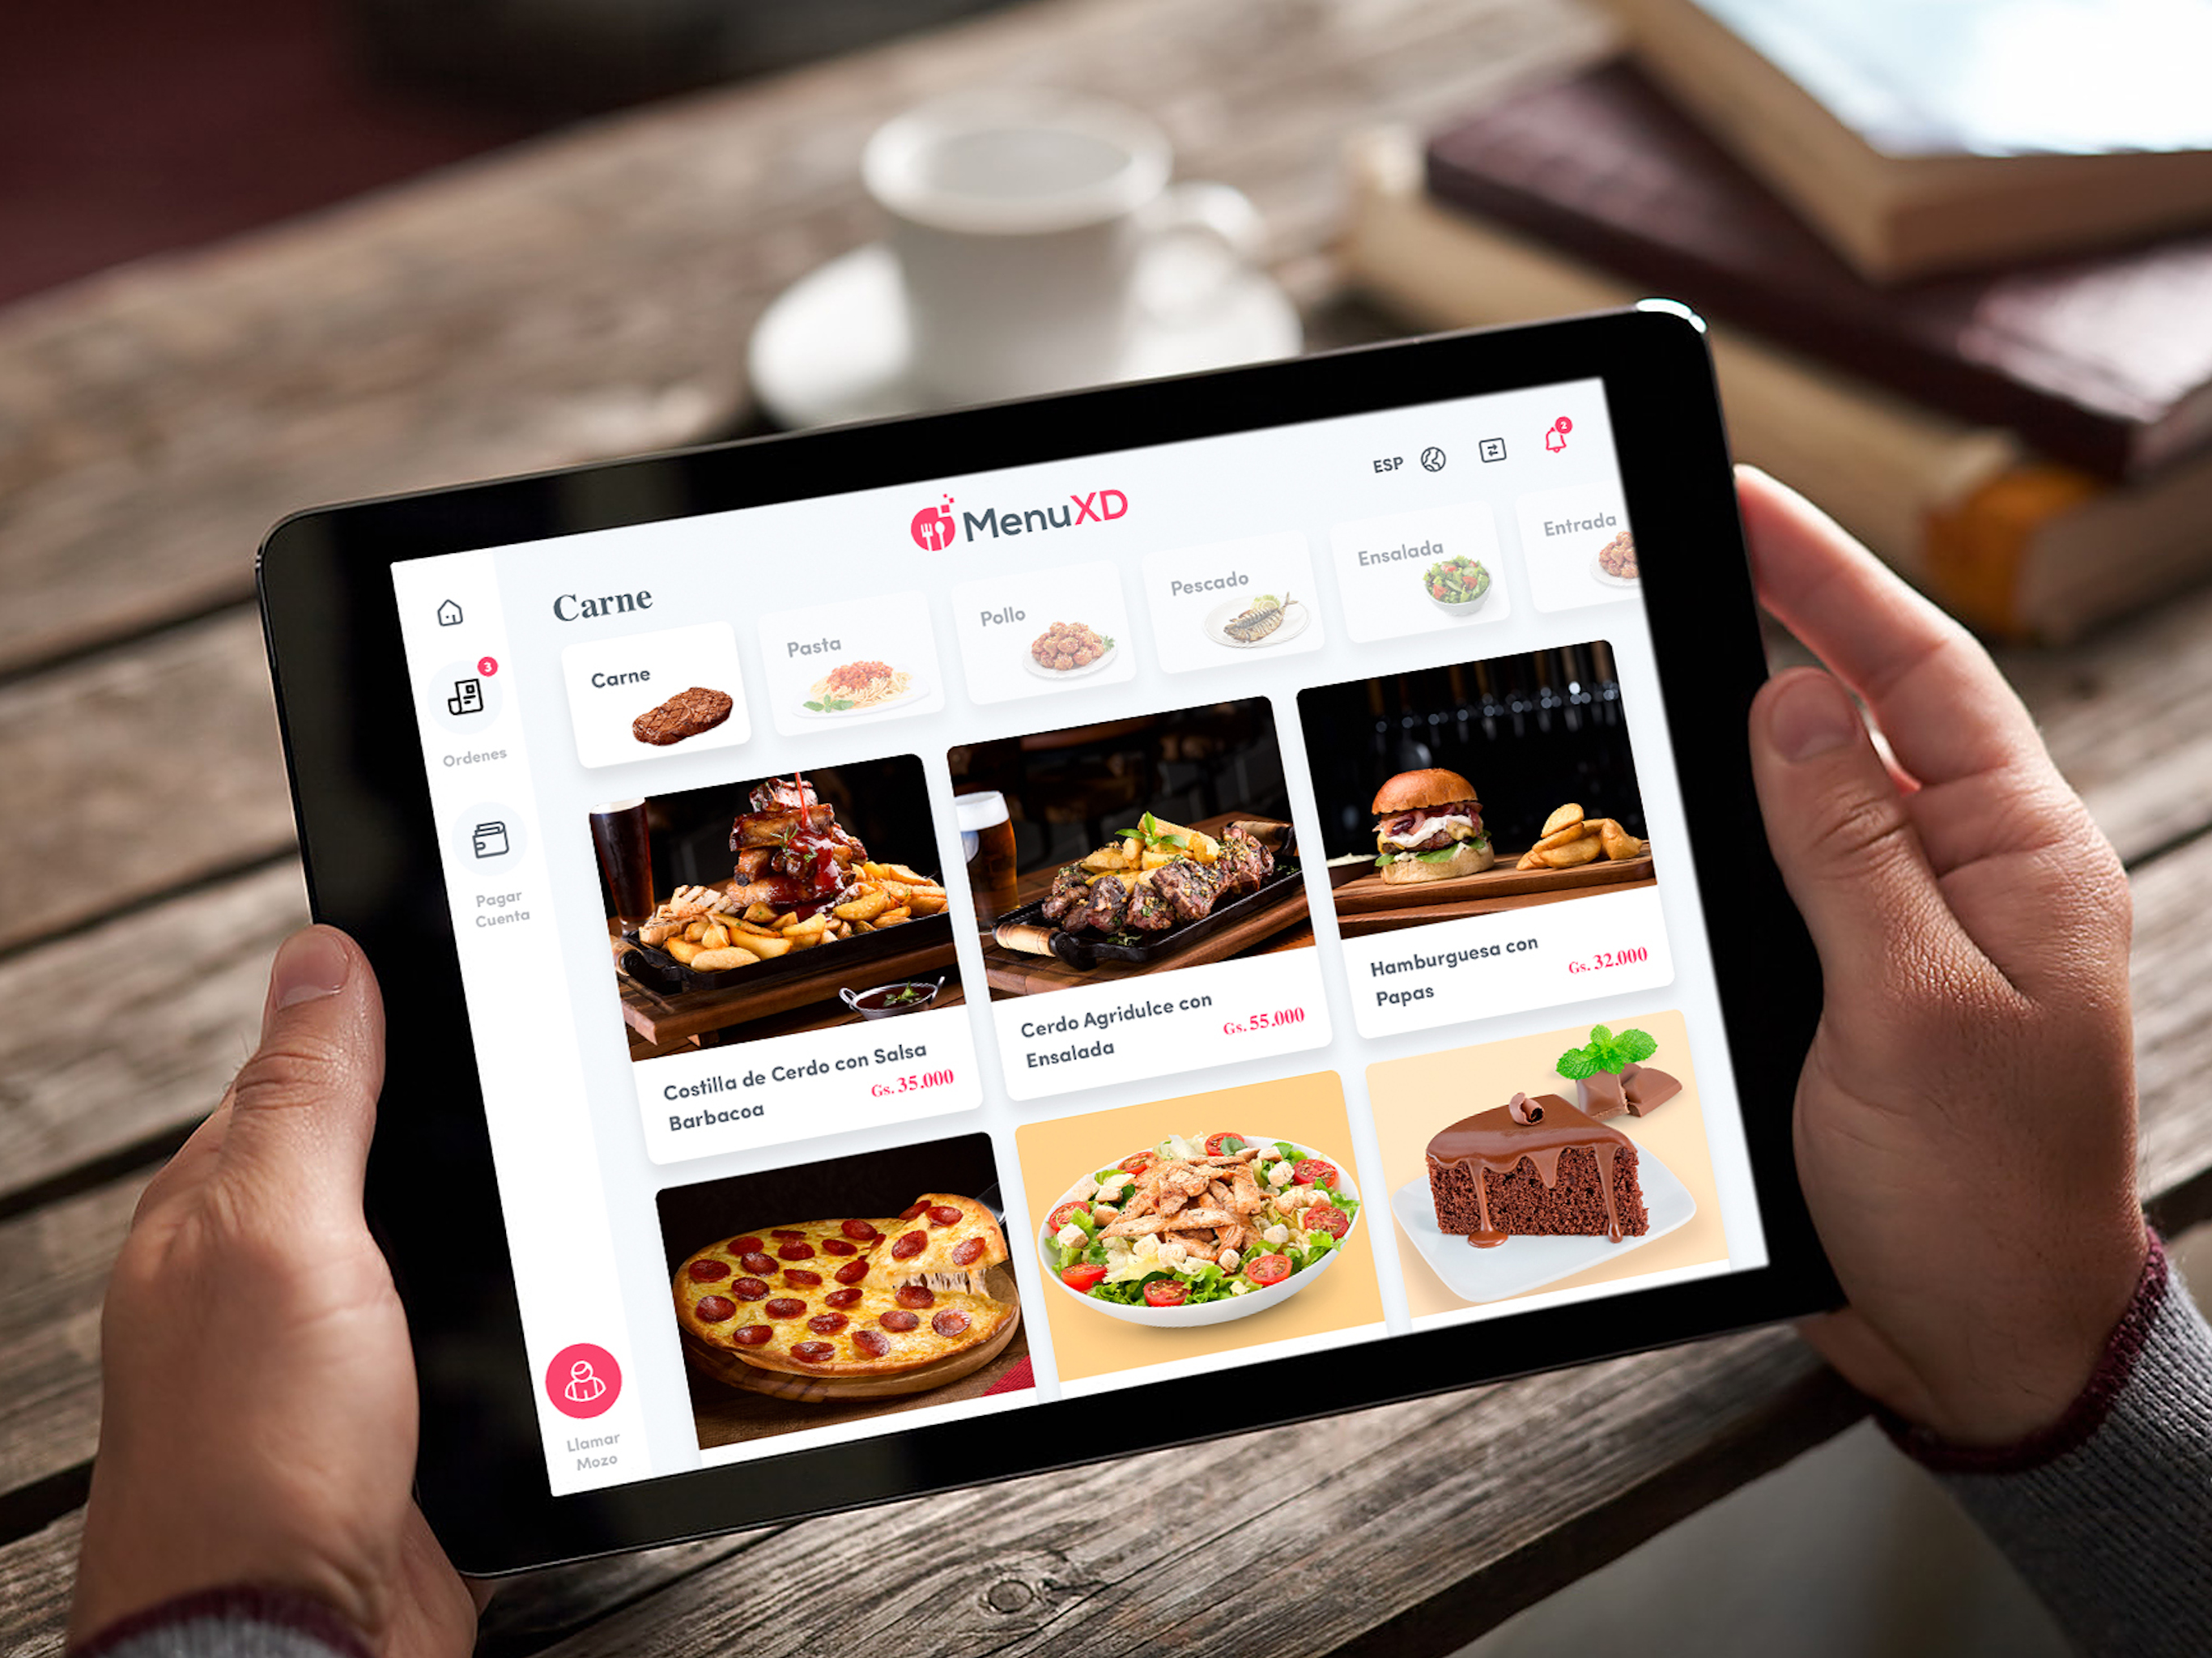 MenuXD
ESP
2
Carne
Carne
Pasta
Pollo
Pescado
Ensalada
Entrada
3
Ordenes
Pagar
Cuenta
Costilla de Cerdo con Salsa
Barbacoa
Gs. 35.000
Cerdo Agridulce con
Ensalada
Gs. 55.000
Hamburguesa con
Papas
Gs. 32.000
Llamar
Mozo